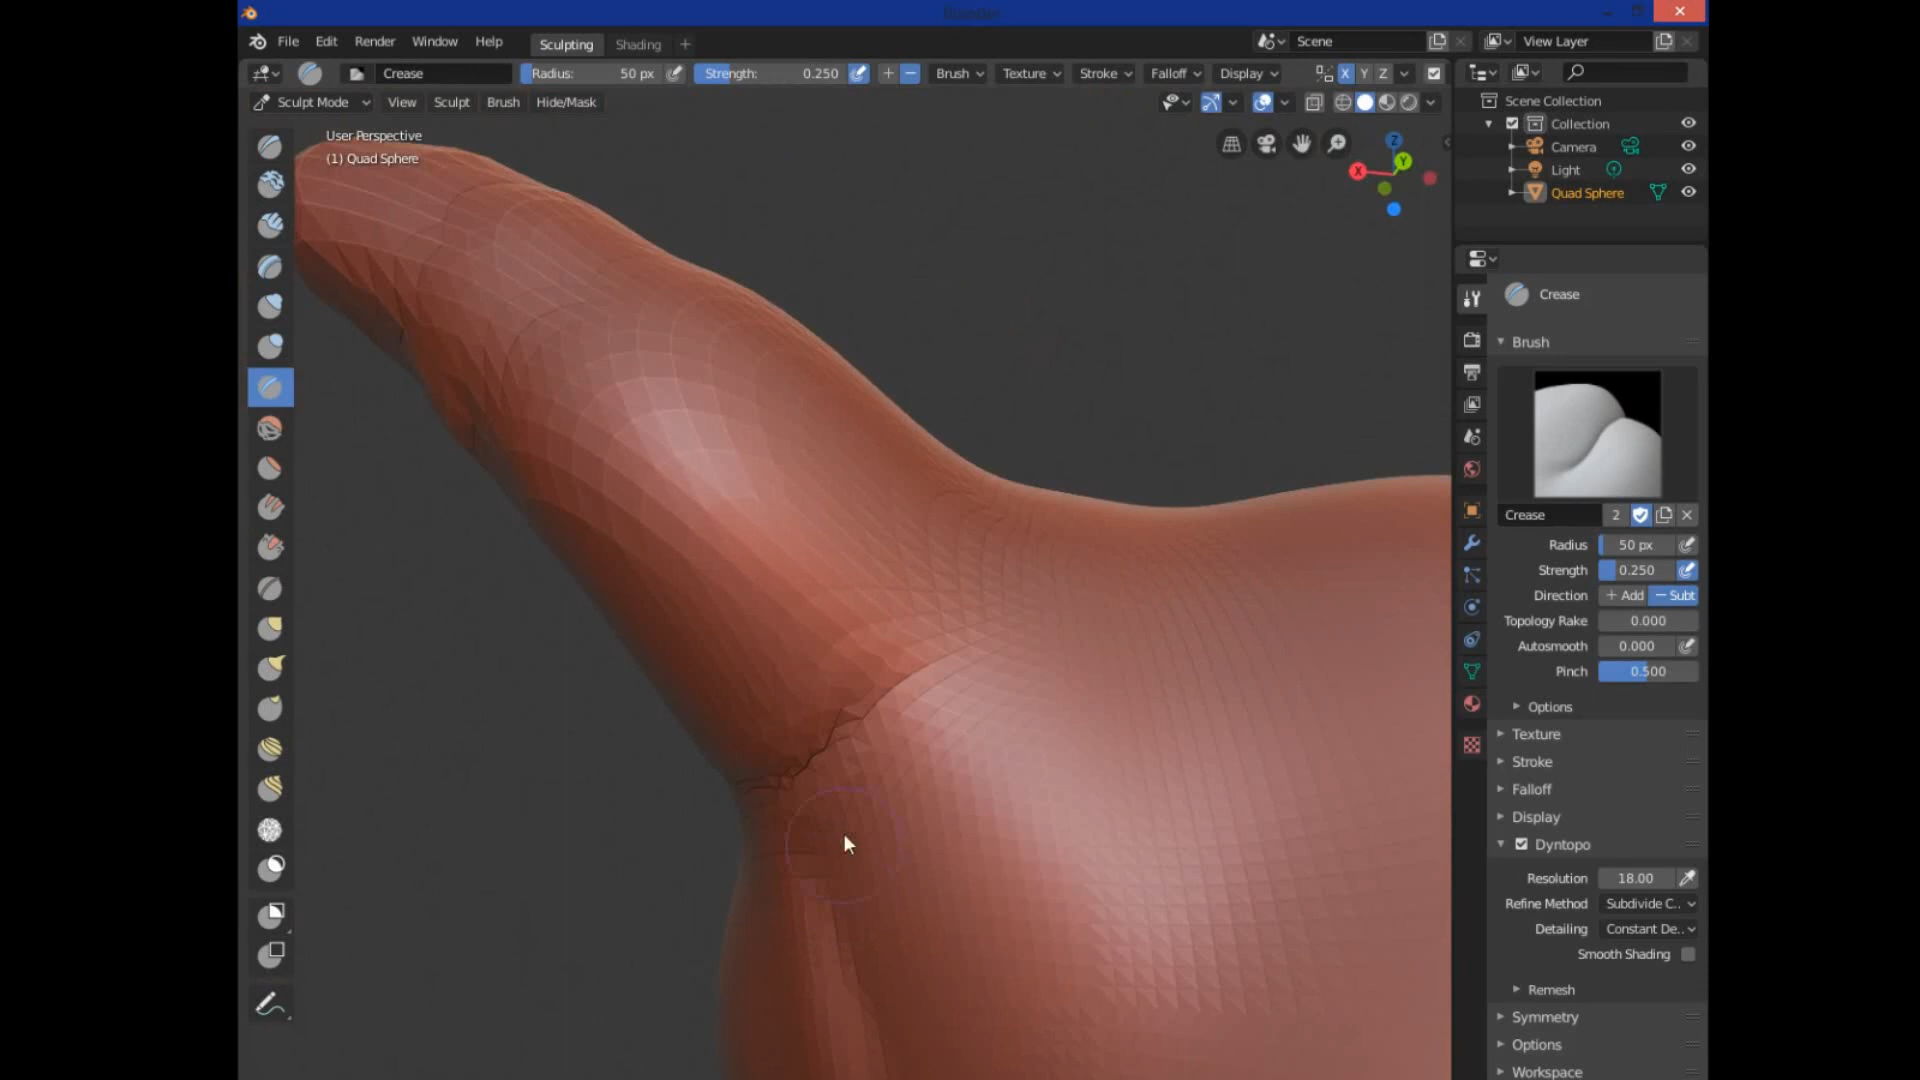 Blender
File Edit Render Window Help Sculpting Shading + Scene View Layer
Crease Radius: 50 px Strength: 0.250 Brush Texture Stroke Falloff Display X Y Z
Sculpt Mode View Sculpt Brush Hide/Mask
User Perspective
(1) Quad Sphere
Z
Y
X
Scene Collection
Collection
Camera
Light
Quad Sphere
Crease
Brush
Crease 2
Radius 50 px
Strength 0.250
Direction + Add − Subt
Topology Rake 0.000
Autosmooth 0.000
Pinch 0.500
Options
Texture
Stroke
Falloff
Display
Dyntopo
Resolution 18.00
Refine Method Subdivide C..
Detailing Constant De..
Smooth Shading
Remesh
Symmetry
Options
Workspace